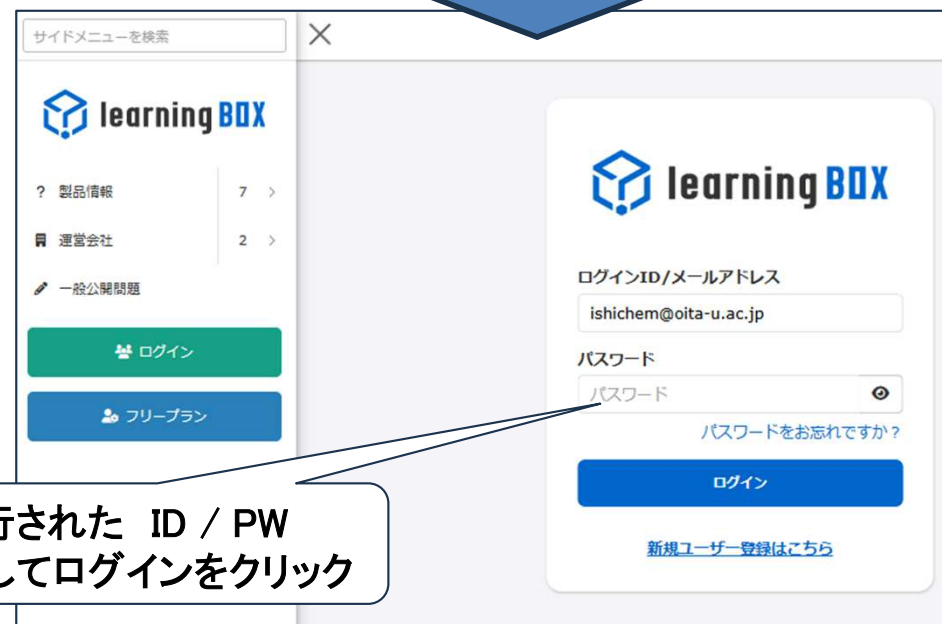 サイドメニューを検索
learningBOX
? 製品情報 7 >
運営会社 2 >
一般公開問題
ログイン
フリープラン
learningBOX
ログインID/メールアドレス
ishichem@oita-u.ac.jp
パスワード
パスワード
パスワードをお忘れですか？
ログイン
新規ユーザー登録はこちら
行された ID / PW
してログインをクリック